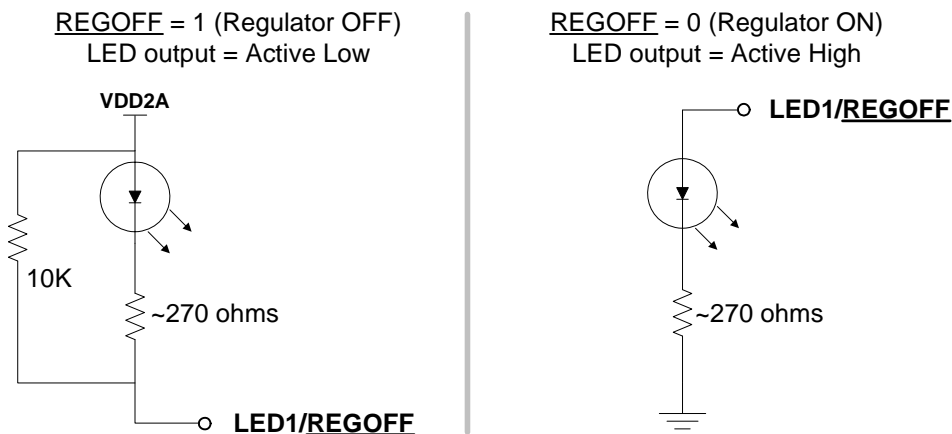 REGOFF = 1 (Regulator OFF)
LED output = Active Low
VDD2A
10K
~270 ohms
LED1/REGOFF
REGOFF = 0 (Regulator ON)
LED output = Active High
LED1/REGOFF
~270 ohms